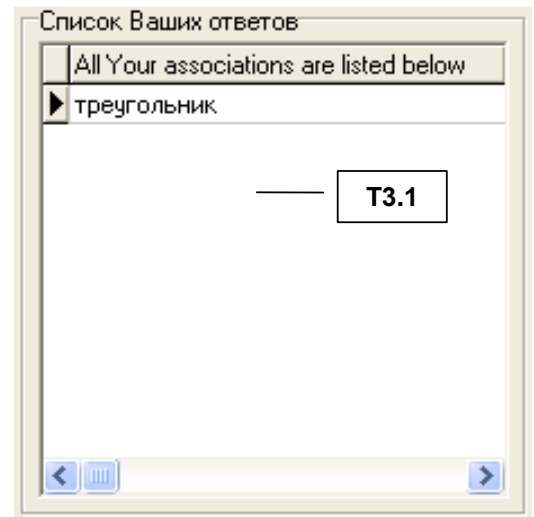 Список Ваших ответов
All Your associations are listed below
треугольник
T3.1